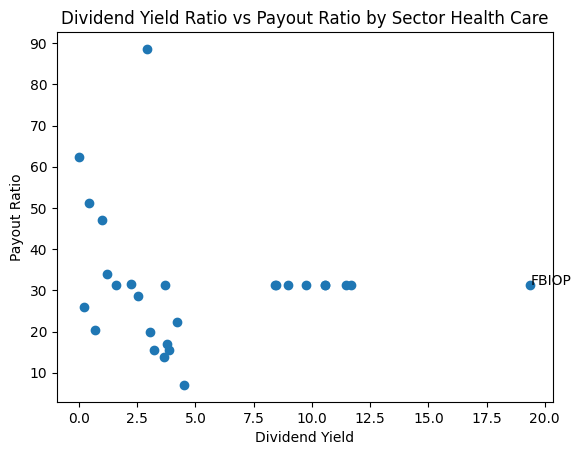 Dividend Yield Ratio vs Payout Ratio by Sector Health Care
90
80
70
60
50
40
30
20
10
Payout Ratio
FBIOP
0.0 2.5 5.0 7.5 10.0 12.5 15.0 17.5 20.0
Dividend Yield